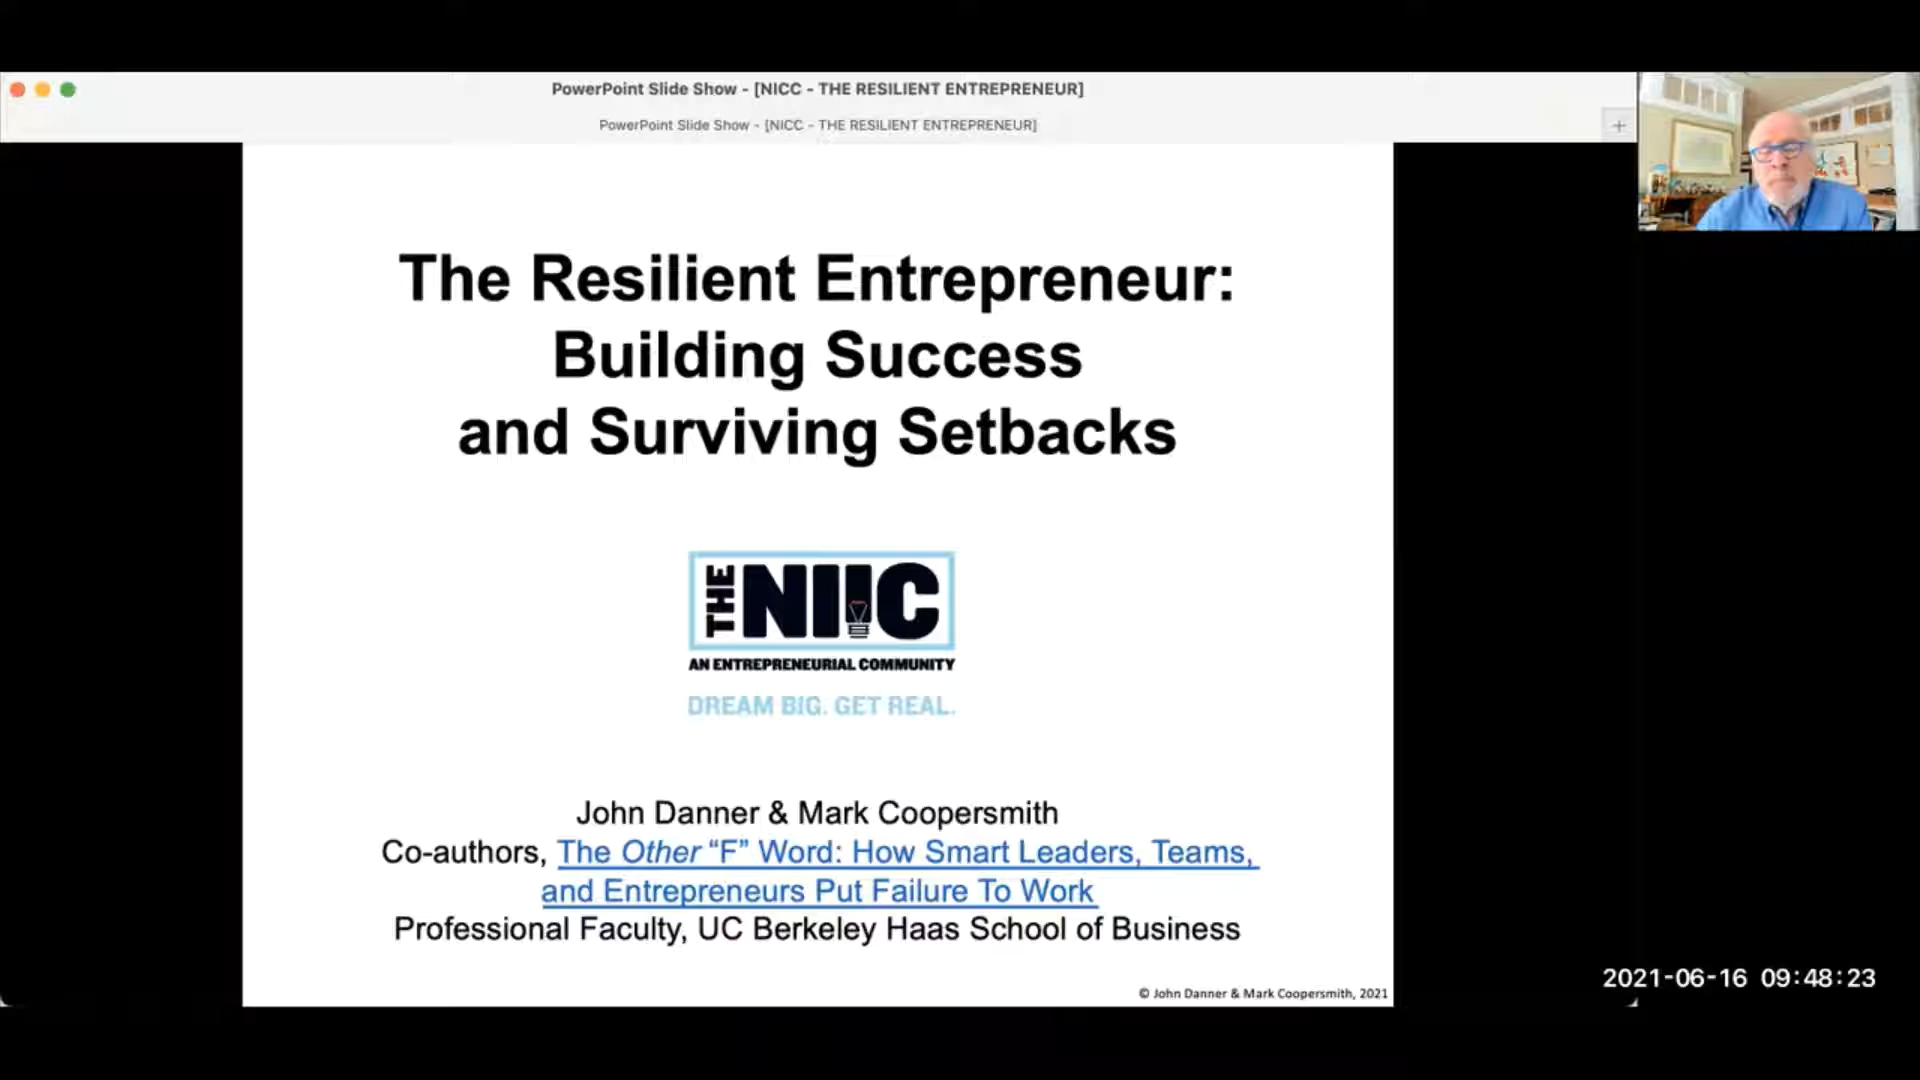 PowerPoint Slide Show - [NICC - THE RESILIENT ENTREPRENEUR]
PowerPoint Slide Show - [NICC - THE RESILIENT ENTREPRENEUR]
The Resilient Entrepreneur:
Building Success
and Surviving Setbacks
THE NIIC
AN ENTREPRENEURIAL COMMUNITY
DREAM BIG. GET REAL.
John Danner & Mark Coopersmith
Co-authors, The Other “F” Word: How Smart Leaders, Teams,
and Entrepreneurs Put Failure To Work
Professional Faculty, UC Berkeley Haas School of Business
© John Danner & Mark Coopersmith, 2021
2021-06-16 09:48:23